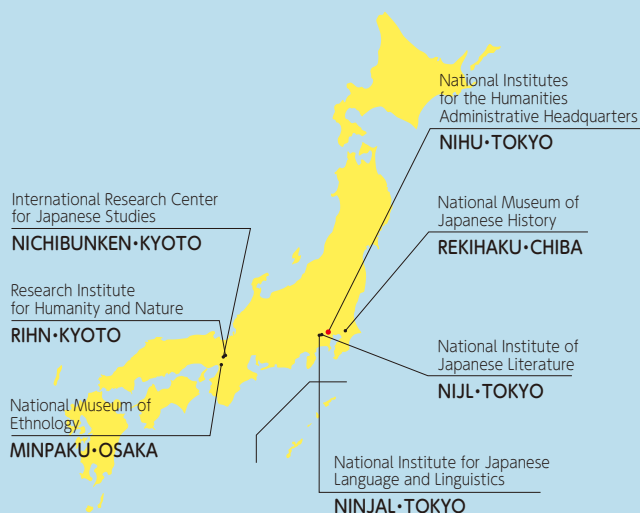 National Institutes
for the Humanities
Administrative Headquarters
NIHU・TOKYO
International Research Center
for Japanese Studies
NICHIBUNKEN・KYOTO
National Museum of
Japanese History
REKIHAKU・CHIBA
Research Institute
for Humanity and Nature
RIHN・KYOTO
National Institute of
Japanese Literature
NIJL・TOKYO
National Museum of
Ethnology
MINPAKU・OSAKA
National Institute for Japanese
Language and Linguistics
NINJAL・TOKYO